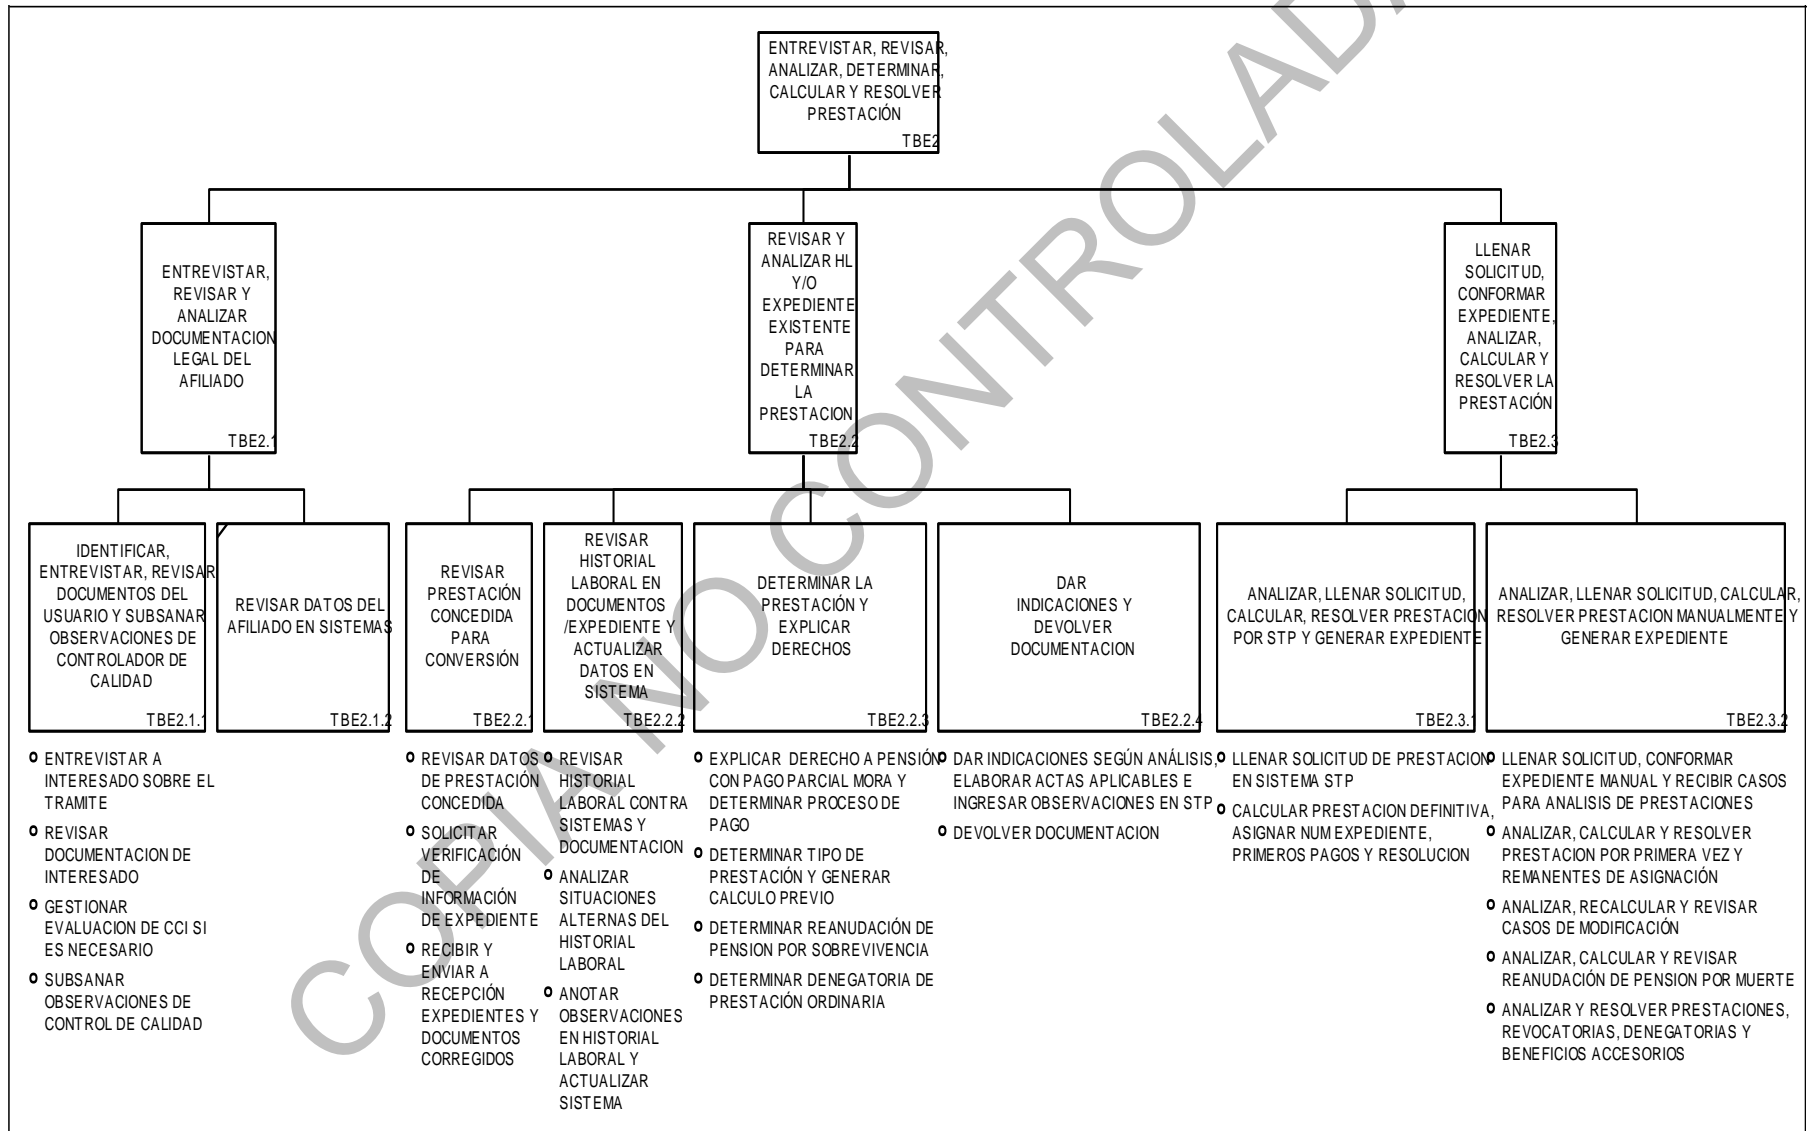 ENTREVISTAR, REVISAR,
ANALIZAR, DETERMINAR,
CALCULAR Y RESOLVER
PRESTACIÓN
TBE2
ENTREVISTAR,
REVISAR Y
ANALIZAR
DOCUMENTACION
LEGAL DEL
AFILIADO
TBE2.1
REVISAR Y
ANALIZAR HL
Y/O
EXPEDIENTE
EXISTENTE
PARA
DETERMINAR
LA
PRESTACION
TBE2.2
LLENAR
SOLICITUD,
CONFORMAR
EXPEDIENTE,
ANALIZAR,
CALCULAR Y
RESOLVER LA
PRESTACIÓN
TBE2.3
IDENTIFICAR,
ENTREVISTAR, REVISAR
DOCUMENTOS DEL
USUARIO Y SUBSANAR
OBSERVACIONES DE
CONTROLADOR DE
CALIDAD
TBE2.1.1
REVISAR DATOS DEL
AFILIADO EN SISTEMAS
TBE2.1.2
REVISAR
PRESTACIÓN
CONCEDIDA
PARA
CONVERSIÓN
TBE2.2.1
REVISAR
HISTORIAL
LABORAL EN
DOCUMENTOS
/EXPEDIENTE Y
ACTUALIZAR
DATOS EN
SISTEMA
TBE2.2.2
DETERMINAR LA
PRESTACIÓN Y
EXPLICAR
DERECHOS
TBE2.2.3
DAR
INDICACIONES Y
DEVOLVER
DOCUMENTACION
TBE2.2.4
ANALIZAR, LLENAR SOLICITUD,
CALCULAR, RESOLVER PRESTACION
POR STP Y GENERAR EXPEDIENTE
TBE2.3.1
ANALIZAR, LLENAR SOLICITUD, CALCULAR,
RESOLVER PRESTACION MANUALMENTE Y
GENERAR EXPEDIENTE
TBE2.3.2
ENTREVISTAR A
INTERESADO SOBRE EL
TRAMITE
REVISAR
DOCUMENTACION DE
INTERESADO
GESTIONAR
EVALUACION DE CCI SI
ES NECESARIO
SUBSANAR
OBSERVACIONES DE
CONTROL DE CALIDAD
REVISAR DATOS
DE PRESTACIÓN
CONCEDIDA
SOLICITAR
VERIFICACIÓN
DE
INFORMACIÓN
DE EXPEDIENTE
RECIBIR Y
ENVIAR A
RECEPCIÓN
EXPEDIENTES Y
DOCUMENTOS
CORREGIDOS
REVISAR
HISTORIAL
LABORAL CONTRA
SISTEMAS Y
DOCUMENTACION
ANALIZAR
SITUACIONES
ALTERNAS DEL
HISTORIAL
LABORAL
ANOTAR
OBSERVACIONES
EN HISTORIAL
LABORAL Y
ACTUALIZAR
SISTEMA
EXPLICAR DERECHO A PENSIÓN
CON PAGO PARCIAL MORA Y
DETERMINAR PROCESO DE
PAGO
DETERMINAR TIPO DE
PRESTACIÓN Y GENERAR
CALCULO PREVIO
DETERMINAR REANUDACIÓN DE
PENSION POR SOBREVIVENCIA
DETERMINAR DENEGATORIA DE
PRESTACIÓN ORDINARIA
DAR INDICACIONES SEGÚN ANÁLISIS,
ELABORAR ACTAS APLICABLES E
INGRESAR OBSERVACIONES EN STP
DEVOLVER DOCUMENTACION
LLENAR SOLICITUD DE PRESTACION
EN SISTEMA STP
CALCULAR PRESTACION DEFINITIVA,
ASIGNAR NUM EXPEDIENTE,
PRIMEROS PAGOS Y RESOLUCION
LLENAR SOLICITUD, CONFORMAR
EXPEDIENTE MANUAL Y RECIBIR CASOS
PARA ANALISIS DE PRESTACIONES
ANALIZAR, CALCULAR Y RESOLVER
PRESTACION POR PRIMERA VEZ Y
REMANENTES DE ASIGNACIÓN
ANALIZAR, RECALCULAR Y REVISAR
CASOS DE MODIFICACIÓN
ANALIZAR, CALCULAR Y REVISAR
REANUDACIÓN DE PENSION POR MUERTE
ANALIZAR Y RESOLVER PRESTACIONES,
REVOCATORIAS, DENEGATORIAS Y
BENEFICIOS ACCESORIOS
COPIA NO CONTROLADA